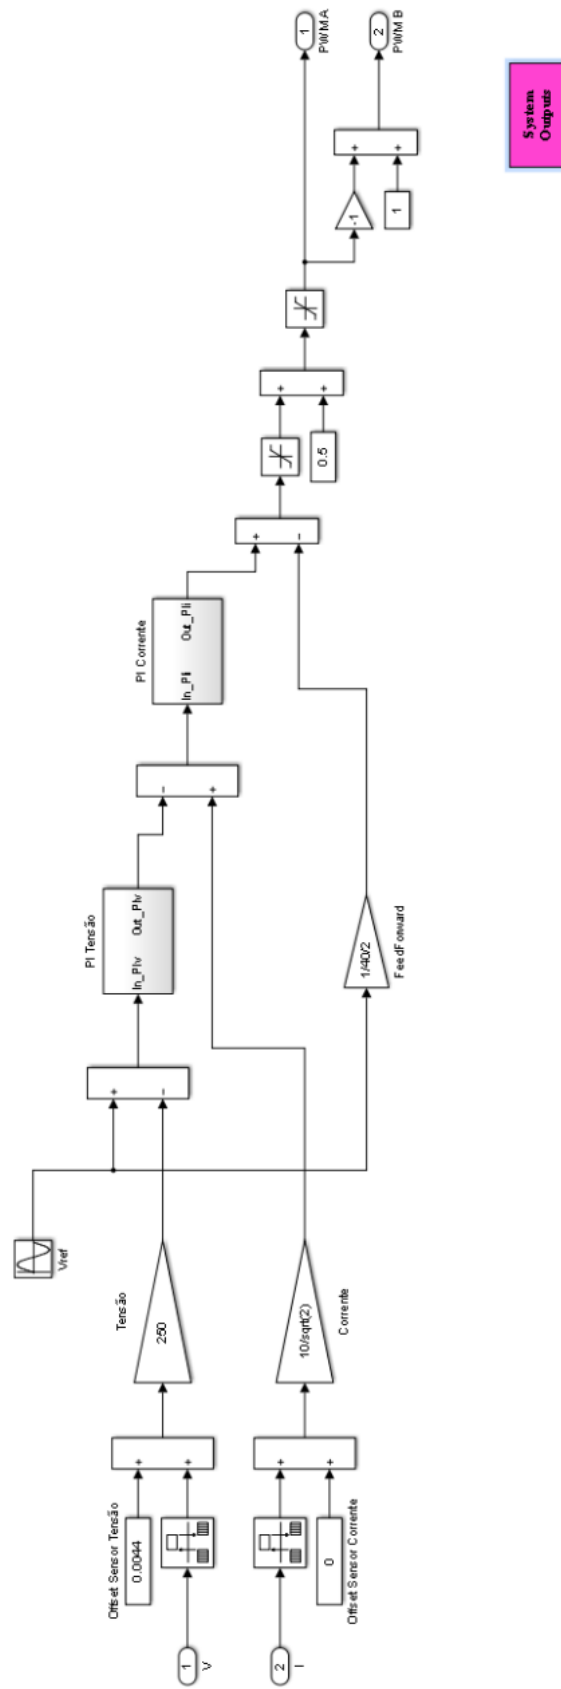 Offset Sensor Tensão
0.0044
+
+
1
V
Tensão
250
Vref
+
-
PI Tensão
In_PIv
Out_PIv
2
I
Offset Sensor Corrente
0
+
+
10/sqrt(2)
Corrente
-
+
PI Corrente
In_PIi
Out_PIi
1/40/2
FeedForward
+
-
0.5
+
+
-1
1
+
+
1
PWM A
2
PWM B
System
Outputs